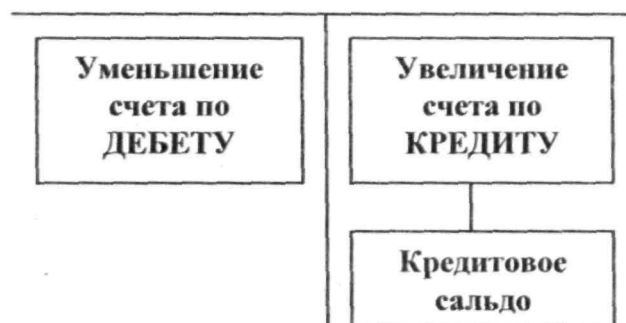 Уменьшение
счета по
ДЕБЕТУ
Увеличение
счета по
КРЕДИТУ
Кредитовое
сальдо